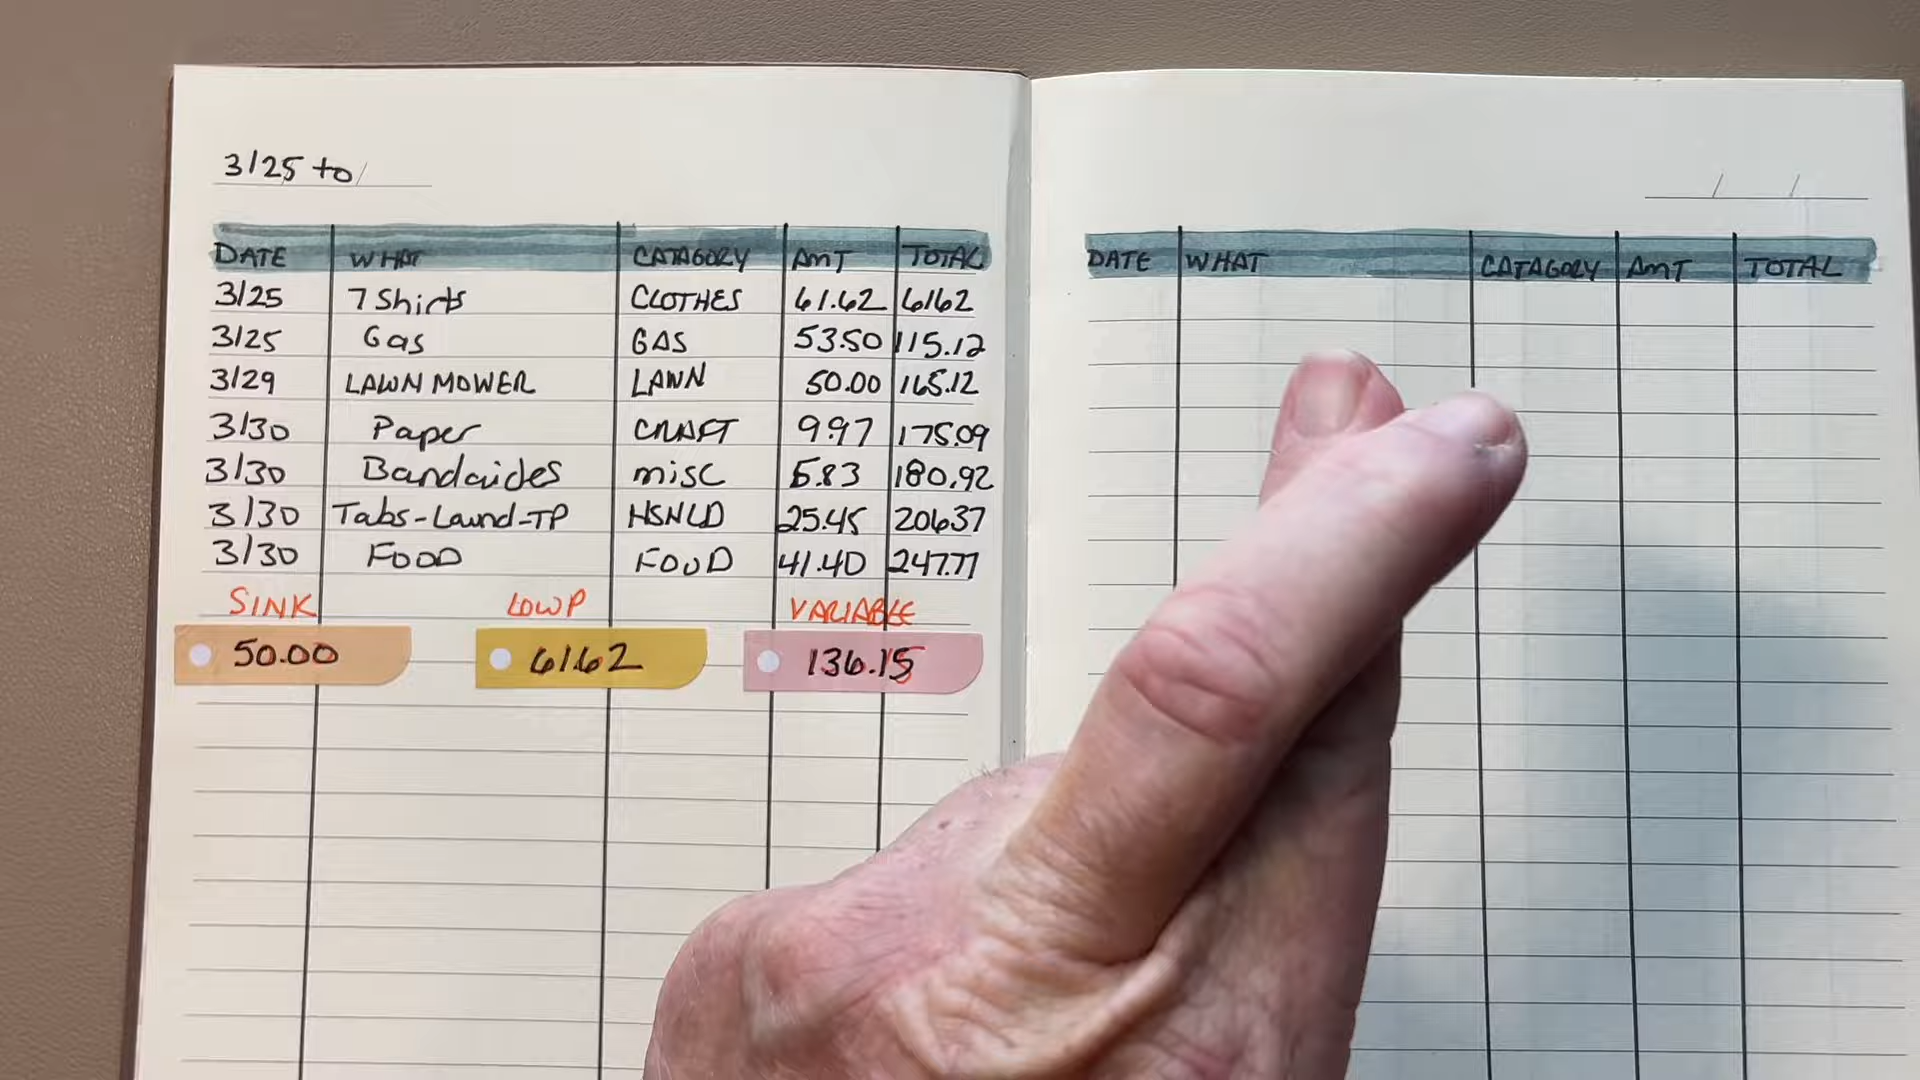 3/25 to
DATE WHAT CATAGORY AMT TOTAL
3/25 7 Shirts CLOTHES 61.62 6162
3/25 Gas GAS 53.50 115.12
3/29 LAWN MOWER LAWN 50.00 165.12
3/30 Paper CRAFT 9.97 175.09
3/30 Bandaides misc 5.83 180.92
3/30 Tabs-Laund-TP HSHLD 25.45 206.37
3/30 FOOD FOOD 41.40 247.77
SINK LOWP VARIABLE
50.00 61.62 136.15
DATE WHAT CATAGORY AMT TOTAL